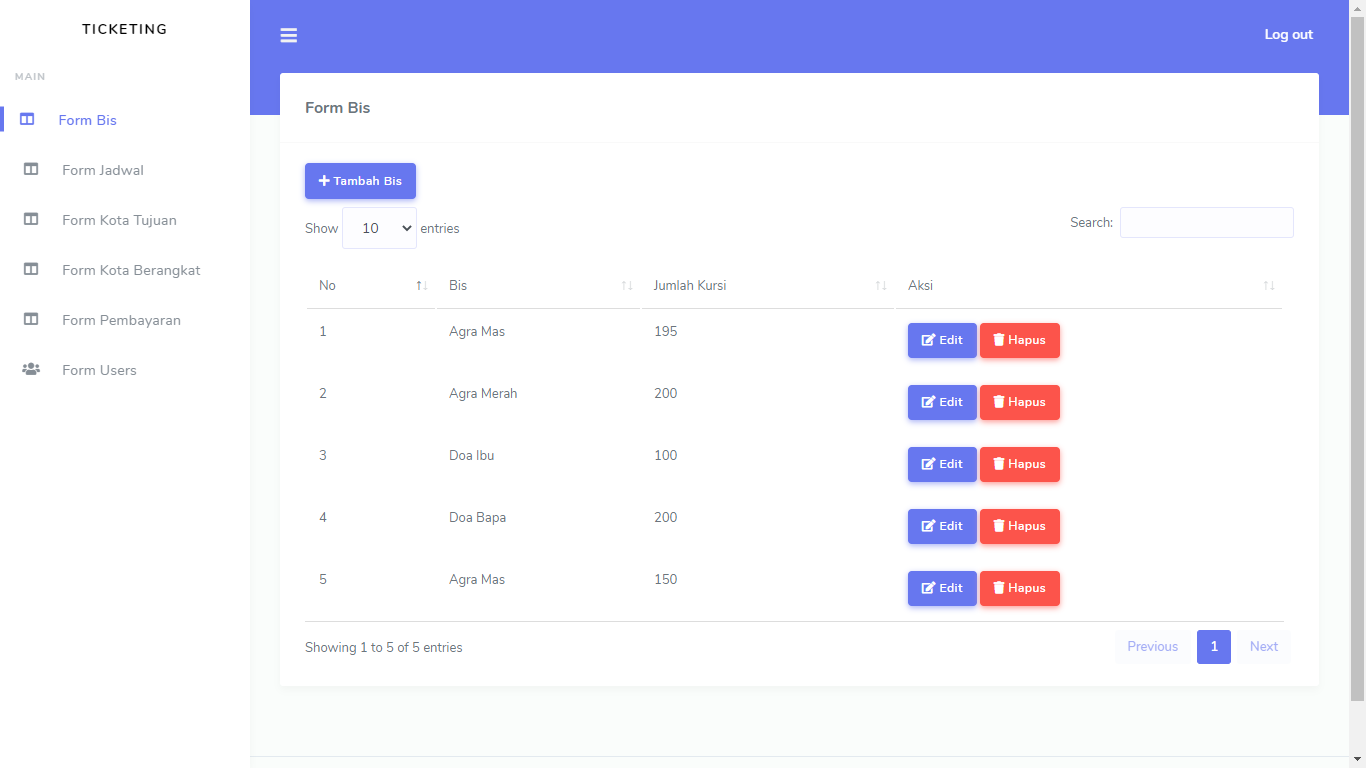 TICKETING
MAIN
Form Bis
Form Jadwal
Form Kota Tujuan
Form Kota Berangkat
Form Pembayaran
Form Users
Log out
Form Bis
Tambah Bis
Show 10 entries Search:
No Bis Jumlah Kursi Aksi
1 Agra Mas 195 Edit Hapus
2 Agra Merah 200 Edit Hapus
3 Doa Ibu 100 Edit Hapus
4 Doa Bapa 200 Edit Hapus
5 Agra Mas 150 Edit Hapus
Showing 1 to 5 of 5 entries Previous 1 Next